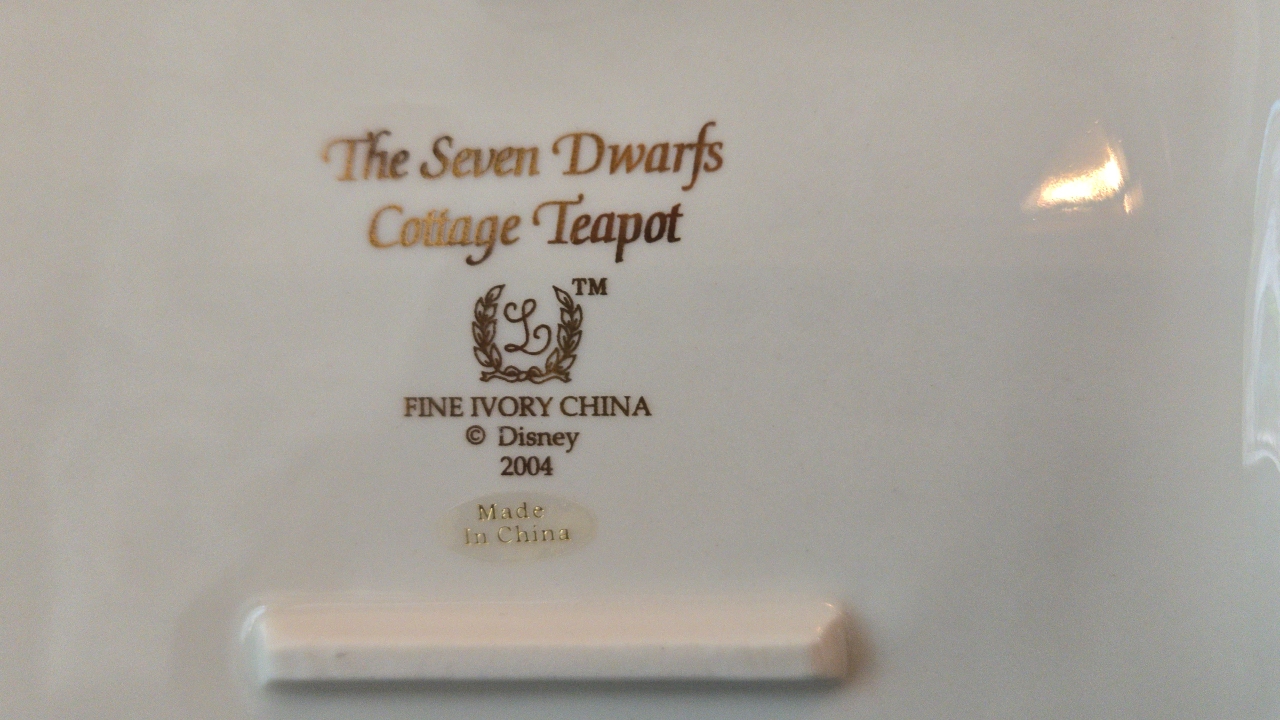 The Seven Dwarfs
Cottage Teapot
L TM
FINE IVORY CHINA
© Disney
2004
Made
In China